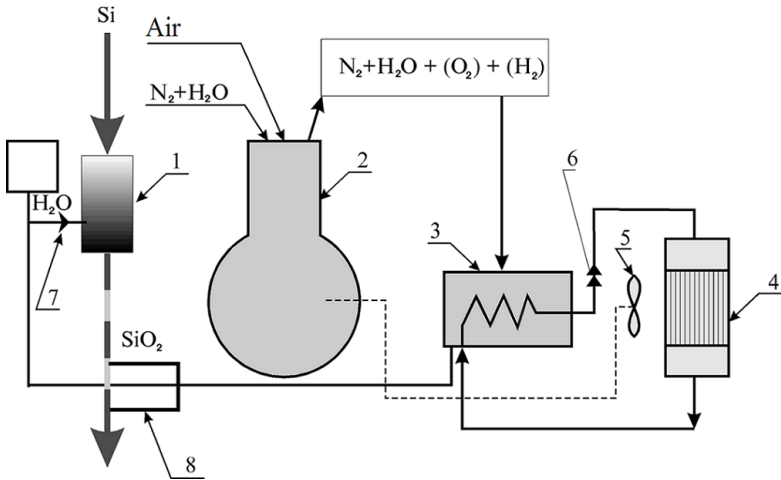 Si
Air
N₂+H₂O + (O₂) + (H₂)
N₂+H₂O
1
2
6
H₂O
3
5
4
7
SiO₂
8